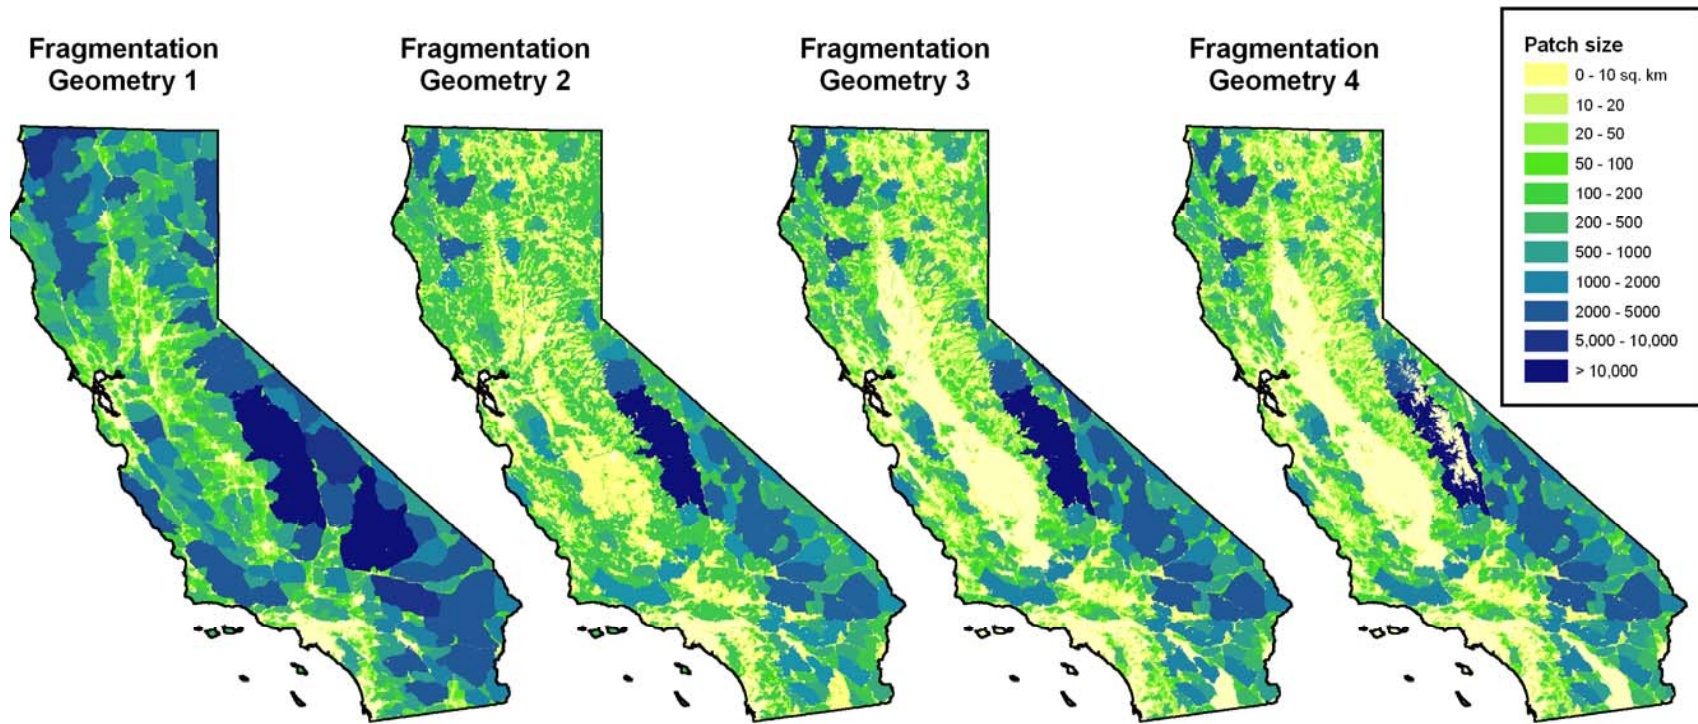 Fragmentation
Geometry 1
Fragmentation
Geometry 2
Fragmentation
Geometry 3
Fragmentation
Geometry 4
Patch size
0 - 10 sq. km
10 - 20
20 - 50
50 - 100
100 - 200
200 - 500
500 - 1000
1000 - 2000
2000 - 5000
5,000 - 10,000
> 10,000